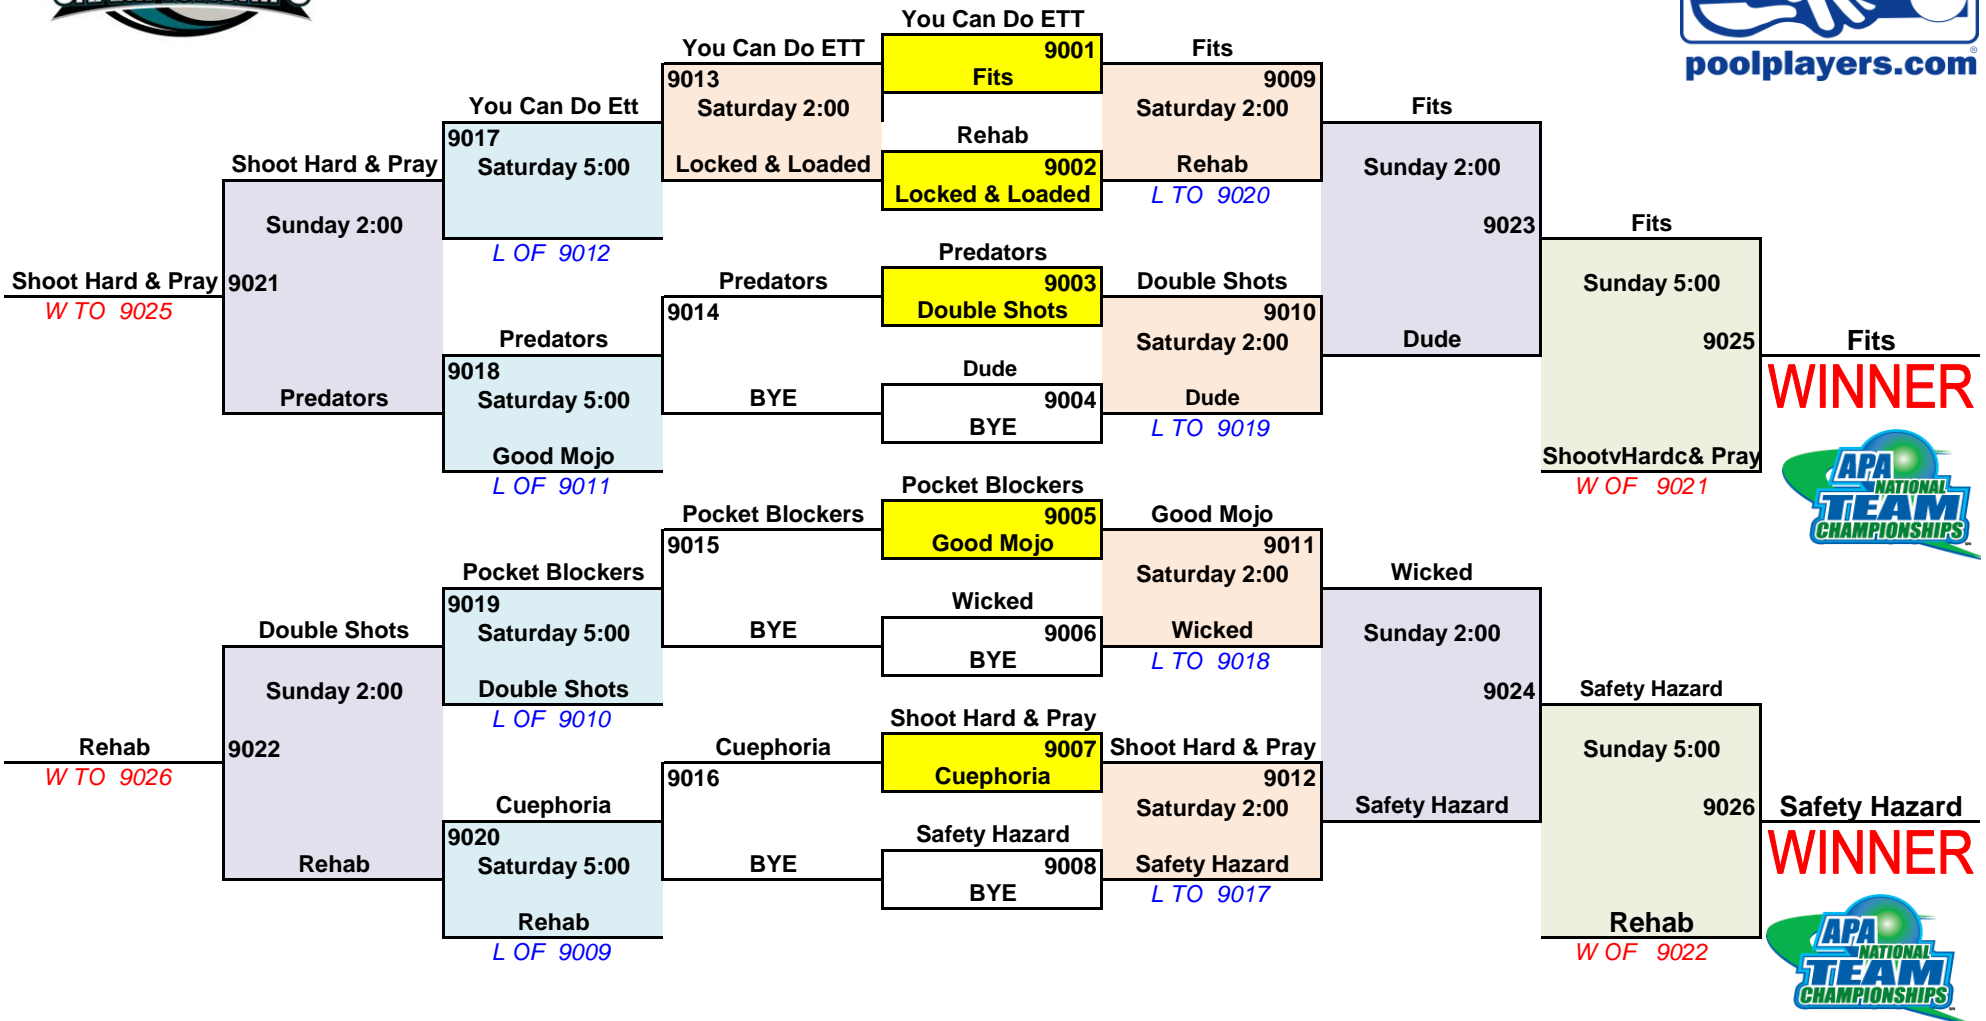 You Can Do ETT
You Can Do ETT
9001
Fits
poolplayers.com
9013
Fits
9009
You Can Do Ett
Saturday 2:00
Saturday 2:00
Fits
9017
Rehab
Shoot Hard & Pray
Saturday 5:00
Locked & Loaded
9002
Rehab
Sunday 2:00
Locked & Loaded
L TO 9020
Sunday 2:00
9023
Fits
L OF 9012
Predators
Shoot Hard & Pray
9021
Predators
9003
Double Shots
Sunday 5:00
W TO 9025
9014
Double Shots
9010
Predators
Saturday 2:00
Dude
9025
Fits
9018
Dude
WINNER
Predators
Saturday 5:00
BYE
9004
Dude
BYE
L TO 9019
Good Mojo
ShootvHardc& Pray
L OF 9011
Pocket Blockers
W OF 9021
APA
NATIONAL
TEAM
CHAMPIONSHIPS
Pocket Blockers
9005
Good Mojo
9015
Good Mojo
9011
Pocket Blockers
Saturday 2:00
Wicked
9019
Wicked
Double Shots
Saturday 5:00
BYE
9006
Wicked
Sunday 2:00
BYE
L TO 9018
Sunday 2:00
Double Shots
9024
Safety Hazard
L OF 9010
Shoot Hard & Pray
Rehab
9022
Cuephoria
9007
Shoot Hard & Pray
Sunday 5:00
W TO 9026
9016
Cuephoria
9012
Cuephoria
Saturday 2:00
Safety Hazard
9026
Safety Hazard
9020
Safety Hazard
WINNER
Rehab
Saturday 5:00
BYE
9008
Safety Hazard
BYE
L TO 9017
Rehab
Rehab
L OF 9009
W OF 9022
APA
NATIONAL
TEAM
CHAMPIONSHIPS